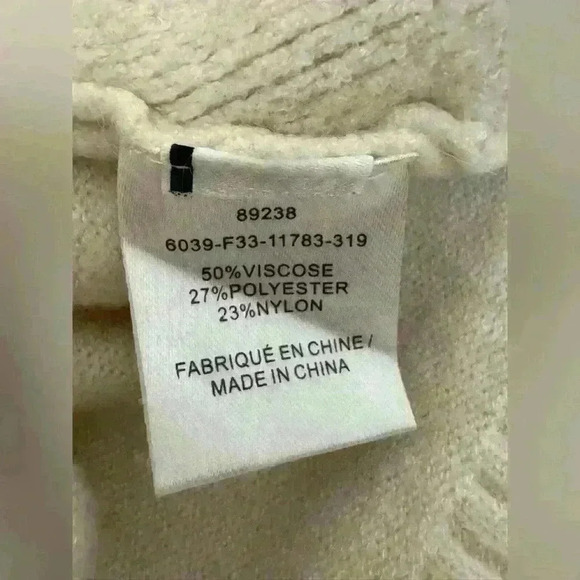 89238
6039-F33-11783-319
50%VISCOSE
27%POLYESTER
23%NYLON
FABRIQUÉ EN CHINE /
MADE IN CHINA